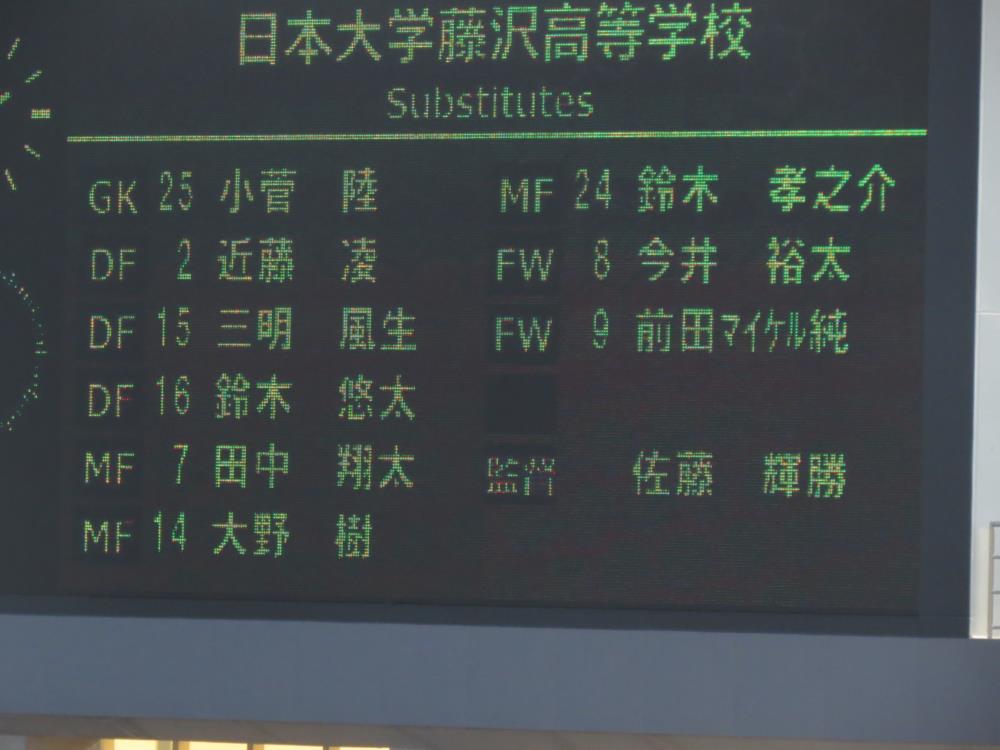 日本大学藤沢高等学校
Substitutes
GK 25 小菅 陸
DF 2 近藤 凌
DF 15 三明 風生
DF 16 鈴木 悠太
MF 7 田中 翔太
MF 14 大野 樹
MF 24 鈴木 孝之介
FW 8 今井 裕太
FW 9 前田マイケル純
監督 佐藤 輝勝